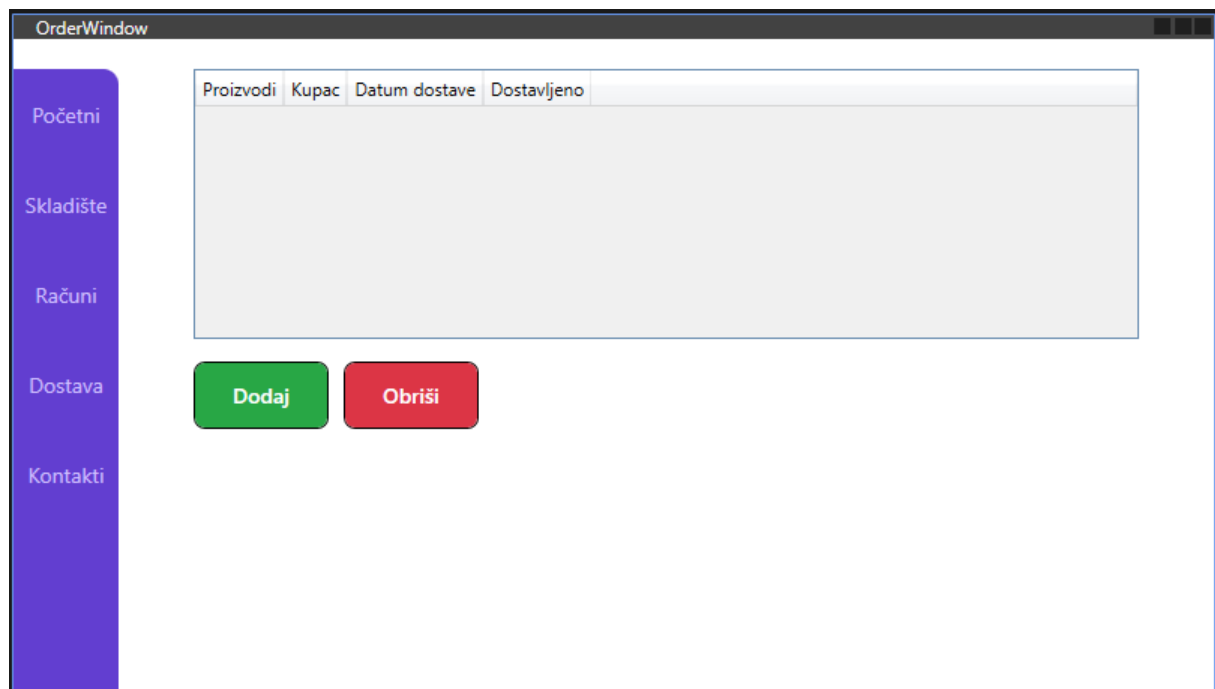 OrderWindow
Početni
Skladište
Računi
Dostava
Kontakti
Proizvodi Kupac Datum dostave Dostavljeno
Dodaj Obriši